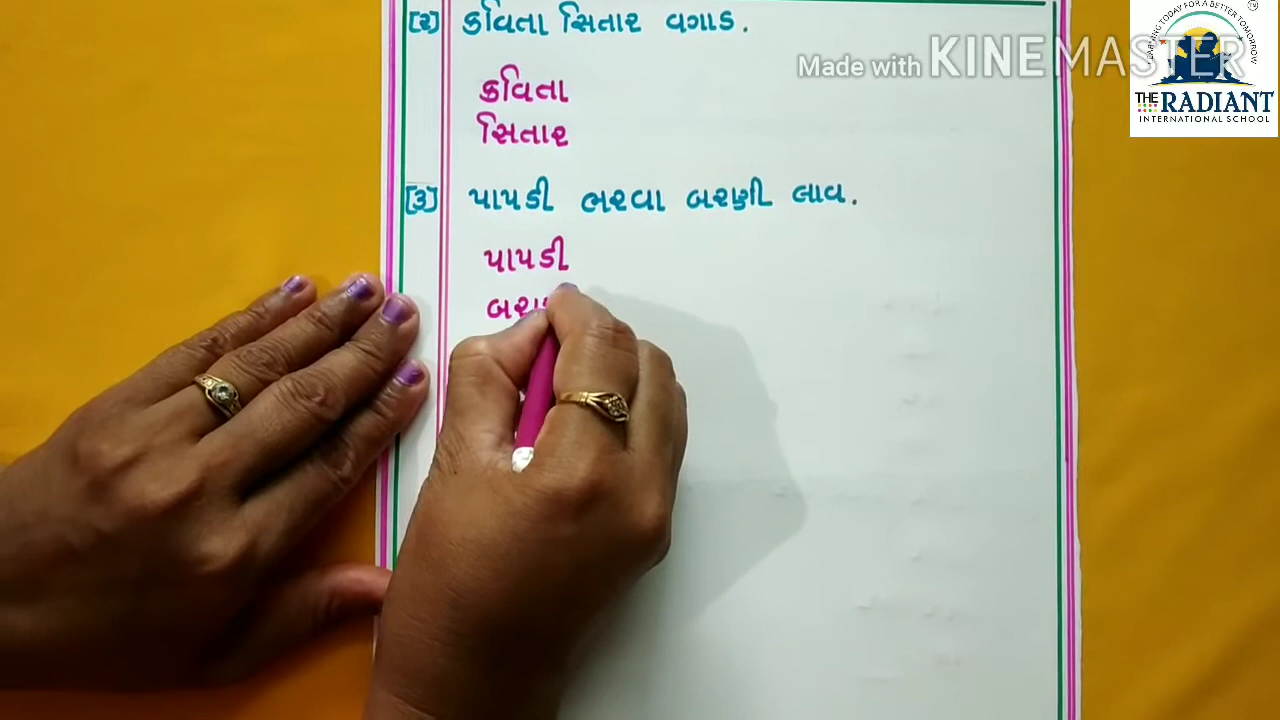 [૨] કવિતા સિતાર વગાડ.
કવિતા
સિતાર
[૩] પાપડી ભરવા બરણી લાવ.
પાપડી
Made with KINEMASTER
THE RADIANT
INTERNATIONAL SCHOOL